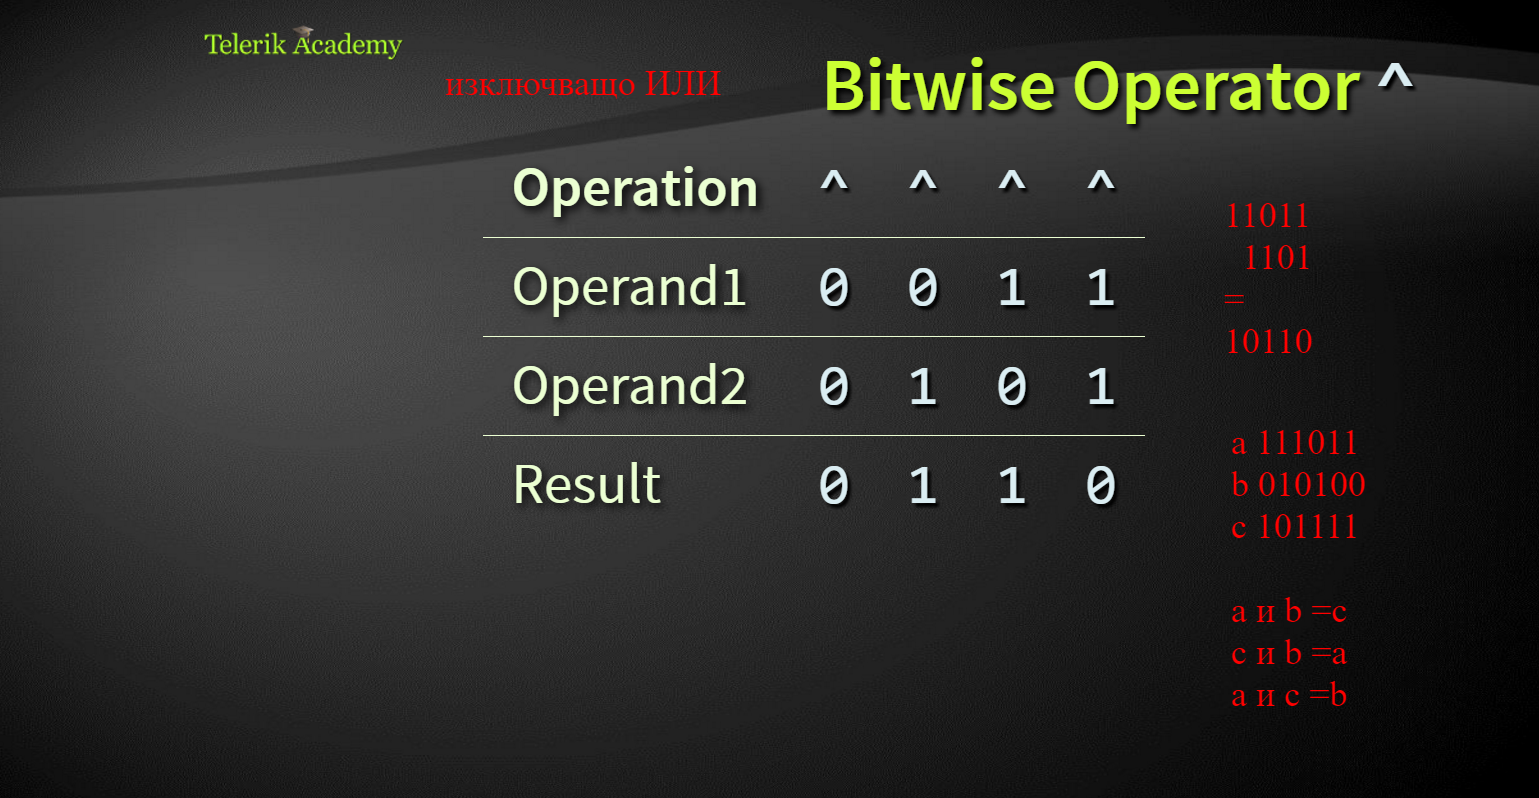 Telerik Academy
изключващо ИЛИ
Bitwise Operator ^
Operation ^ ^ ^ ^
Operand1 0 0 1 1
Operand2 0 1 0 1
Result 0 1 1 0
11011
1101
=
10110
a 111011
b 010100
c 101111
a и b =c
c и b =a
a и c =b